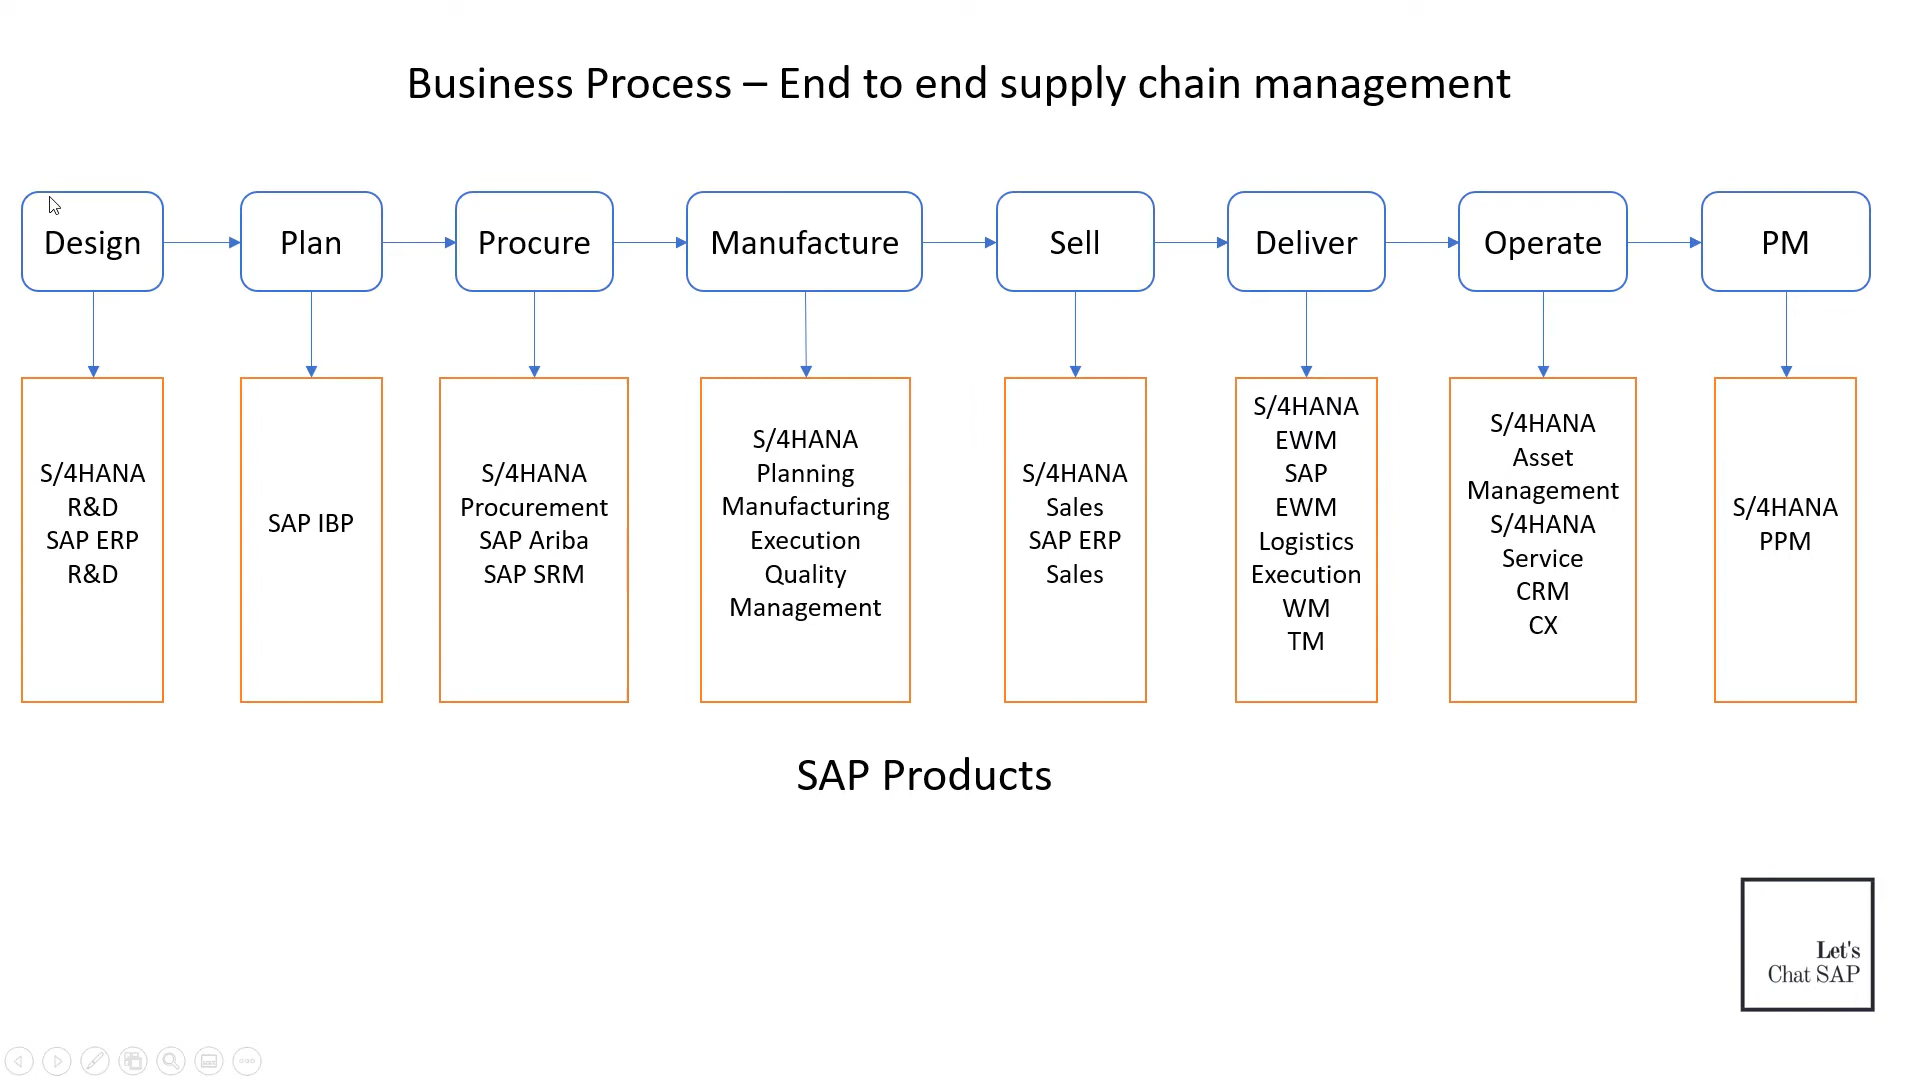 Business Process – End to end supply chain management
Design
Plan
Procure
Manufacture
Sell
Deliver
Operate
PM
S/4HANA
R&D
SAP ERP
R&D
SAP IBP
S/4HANA
Procurement
SAP Ariba
SAP SRM
S/4HANA
Planning
Manufacturing
Execution
Quality
Management
S/4HANA
Sales
SAP ERP
Sales
S/4HANA
EWM
SAP
EWM
Logistics
Execution
WM
TM
S/4HANA
Asset
Management
S/4HANA
Service
CRM
CX
S/4HANA
PPM
SAP Products
Let's
Chat SAP